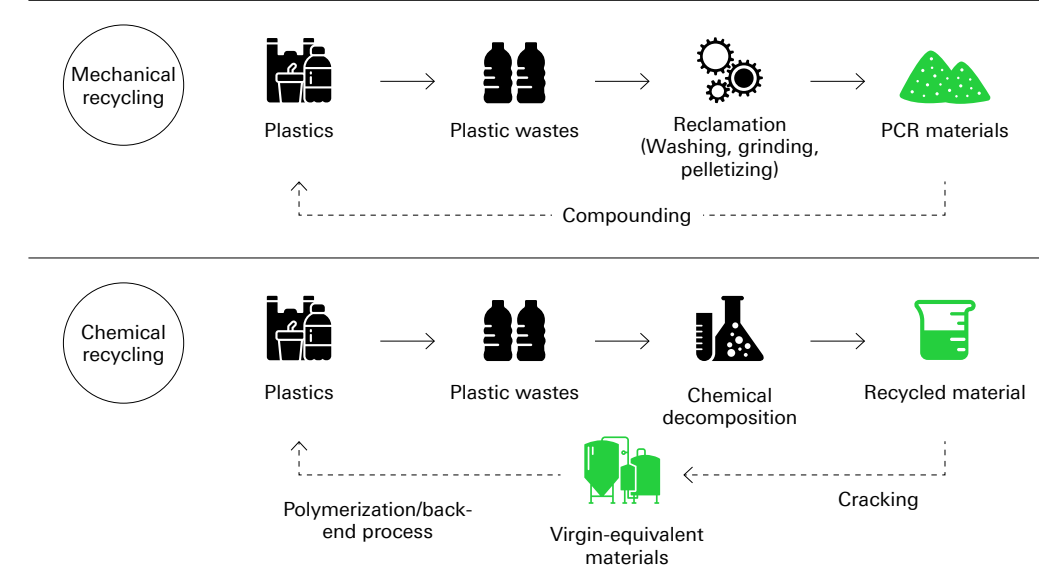 Mechanical
recycling
Plastics
Plastic wastes
Reclamation
(Washing, grinding,
pelletizing)
PCR materials
Compounding
Chemical
recycling
Plastics
Plastic wastes
Chemical
decomposition
Recycled material
Cracking
Virgin-equivalent
materials
Polymerization/back-
end process